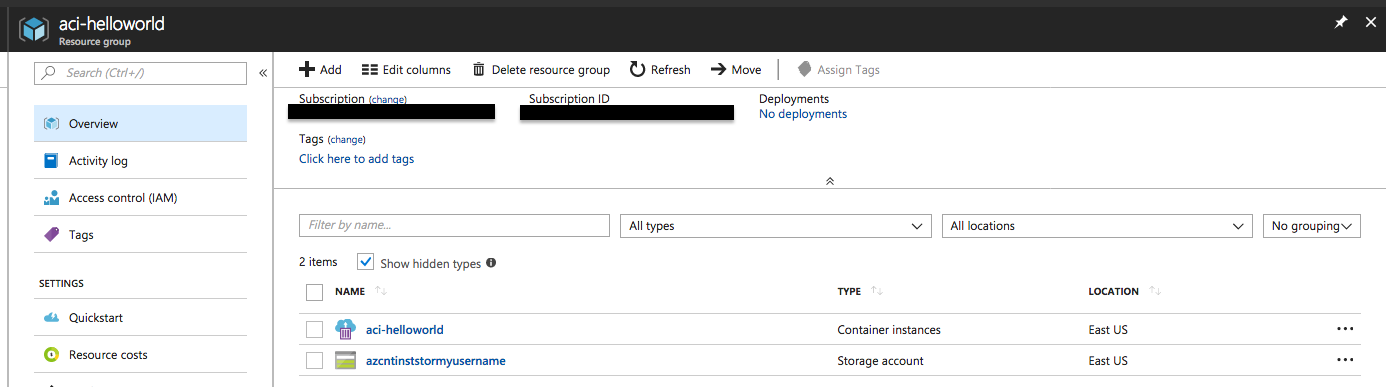 aci-helloworld
Resource group
Search (Ctrl+/)
Overview
Activity log
Access control (IAM)
Tags
SETTINGS
Quickstart
Resource costs
Add Edit columns Delete resource group Refresh Move Assign Tags
Subscription (change) Subscription ID Deployments
No deployments
Tags (change)
Click here to add tags
Filter by name... All types All locations No grouping
2 items Show hidden types
NAME TYPE LOCATION
aci-helloworld Container instances East US
azcntinststormyusername Storage account East US